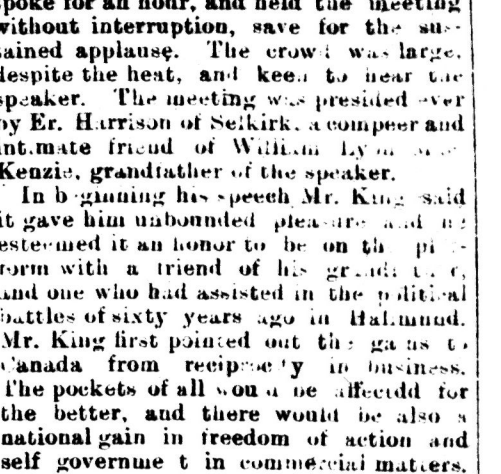 spoke for an hour, and held the meeting
without interruption, save for the sus-
tained applause. The crowd was large,
despite the heat, and keen to hear the
speaker. The meeting was presided over
by Er. Harrison of Selkirk, a compeer and
intimate friend of William Lyon Mac-
Kenzie, grandfather of the speaker.
In beginning his speech Mr. King said
it gave him unbounded pleasure and he
esteemed it an honor to be on the plat-
form with a friend of his grandfather,
and one who had assisted in the political
battles of sixty years ago in
Mr. King first pointed out the gains to
Canada from reciprocity in business.
The pockets of all would be affectdd for
the better, and there would be also a
national gain in freedom of action and
self government in commercial matters.